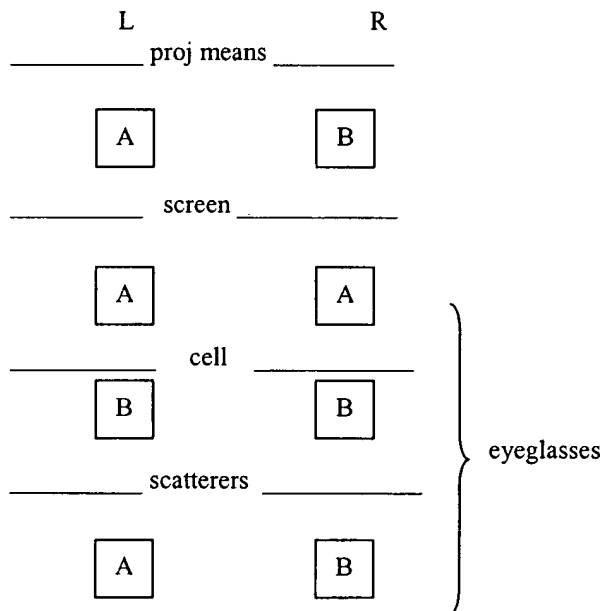 L R
proj means
A B
screen
A A
cell
B B
eyeglasses
scatterers
A B